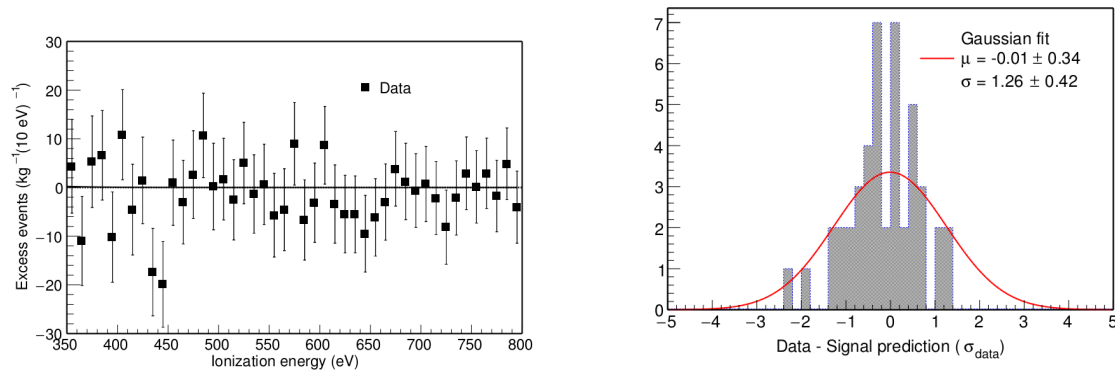 Excess events (kg⁻¹(10 eV)⁻¹)
30
20
10
0
−10
−20
−30
Data
350 400 450 500 550 600 650 700 750 800
Ionization energy (eV)
7
6
5
4
3
2
1
0
Gaussian fit
μ = -0.01 ± 0.34
σ = 1.26 ± 0.42
−5 −4 −3 −2 −1 0 1 2 3 4 5
Data - Signal prediction (σdata)